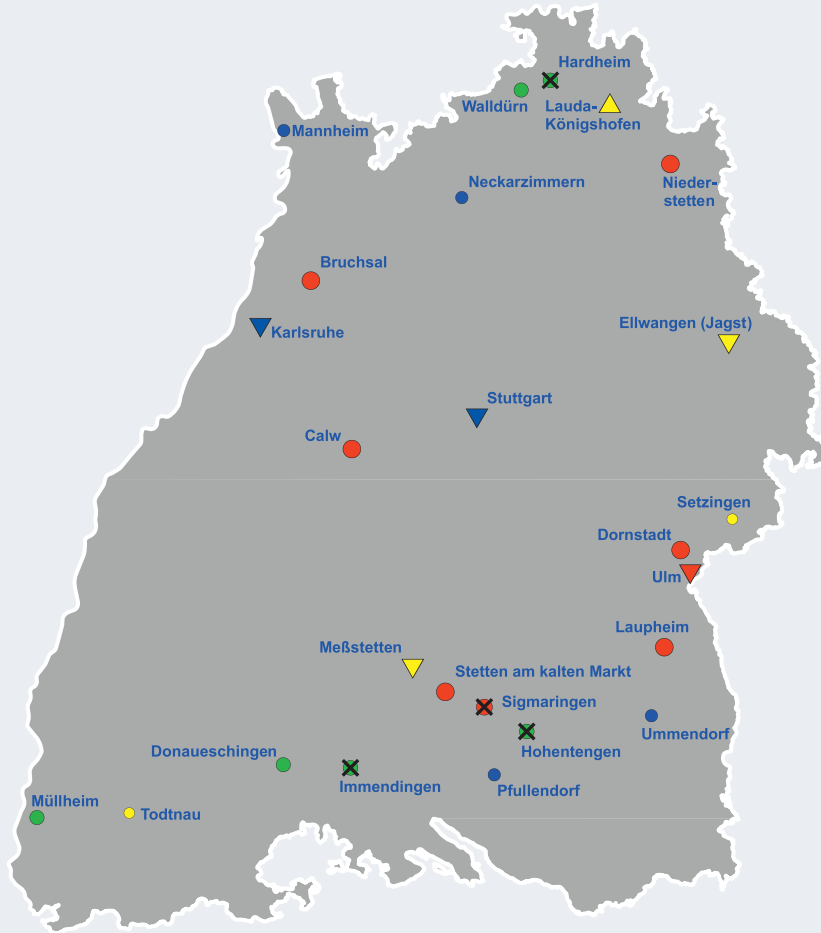 Hardheim
Walldürn
Lauda-
Königshofen
Mannheim
Neckarzimmern
Nieder-
stetten
Bruchsal
Karlsruhe
Ellwangen (Jagst)
Stuttgart
Calw
Setzingen
Dornstadt
Ulm
Laupheim
Meßstetten
Stetten am kalten Markt
Sigmaringen
Ummendorf
Hohentengen
Donaueschingen
Immendingen
Pfullendorf
Müllheim
Todtnau